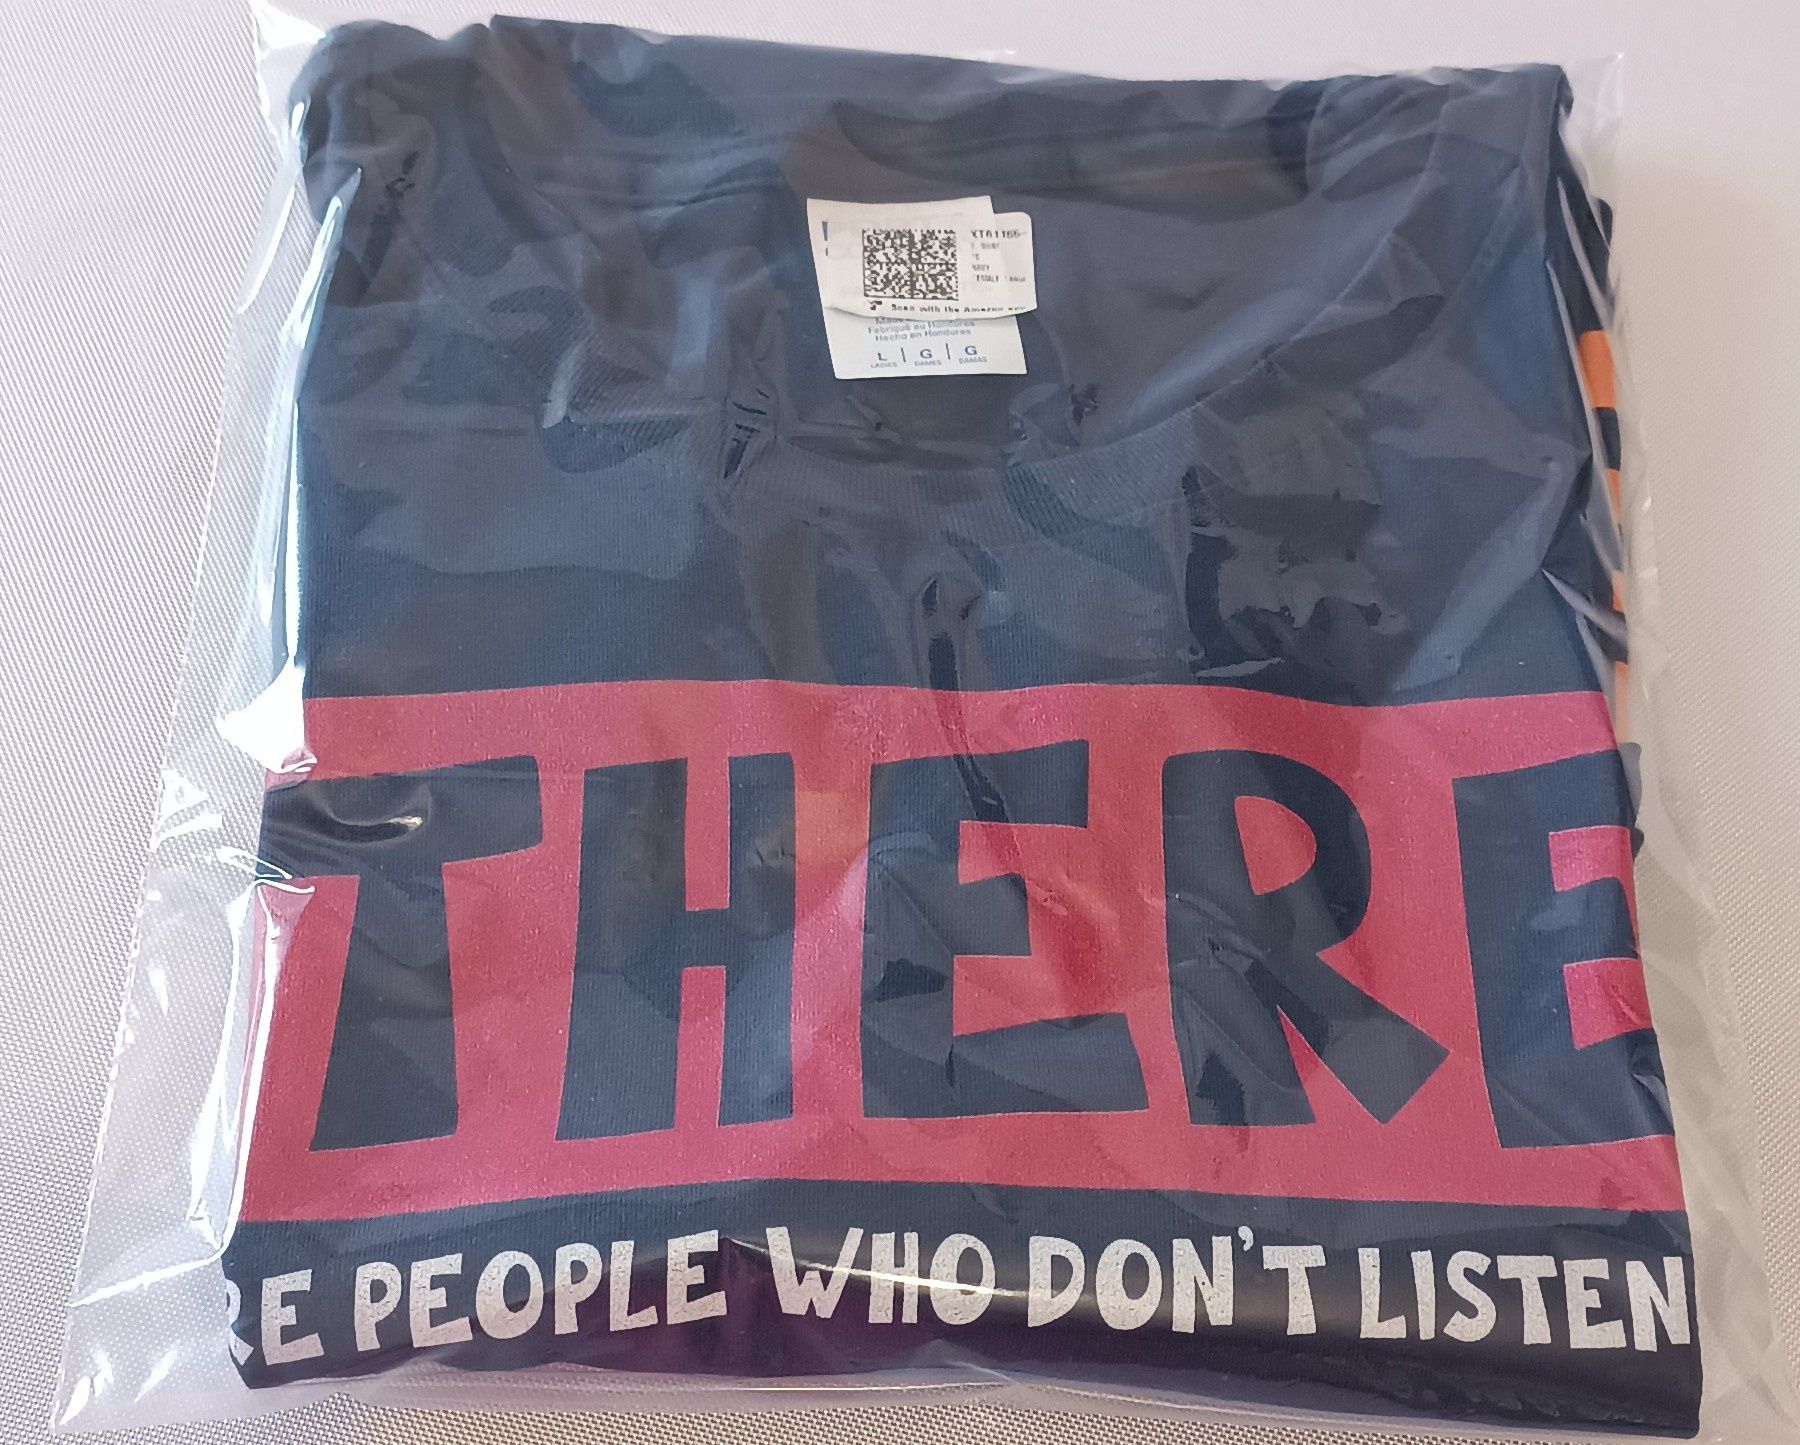 Scan with the Amazon app
Fabriqué au Honduras
Hecho en Honduras
L | G | G
LADIES DAMES DAMAS
THERE
RE PEOPLE WHO DON'T LISTEN